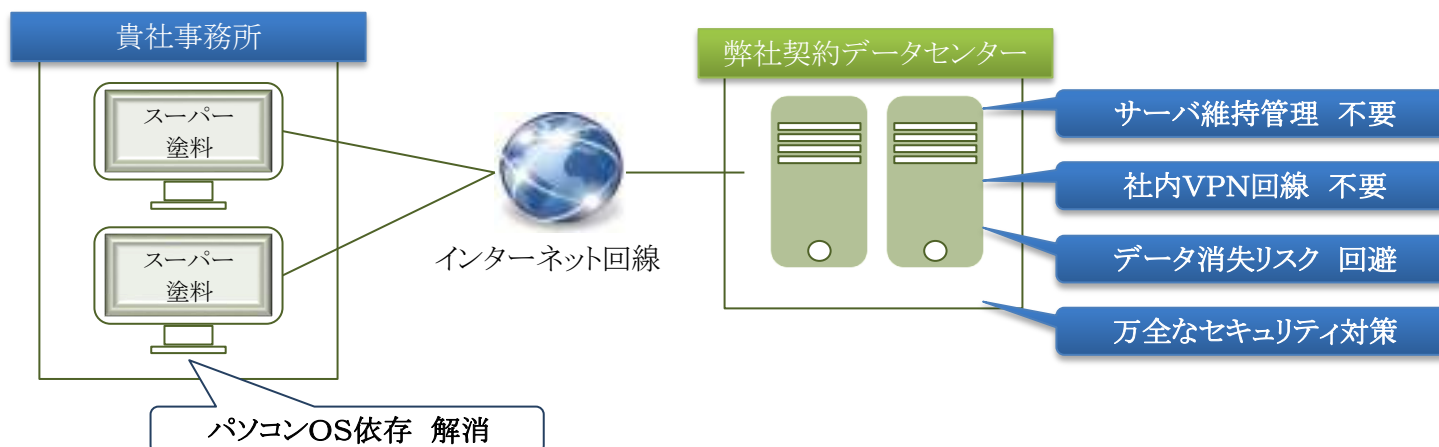 貴社事務所
スーパー
塗料
スーパー
塗料
パソコンOS依存 解消
インターネット回線
弊社契約データセンター
サーバ維持管理 不要
社内VPN回線 不要
データ消失リスク 回避
万全なセキュリティ対策